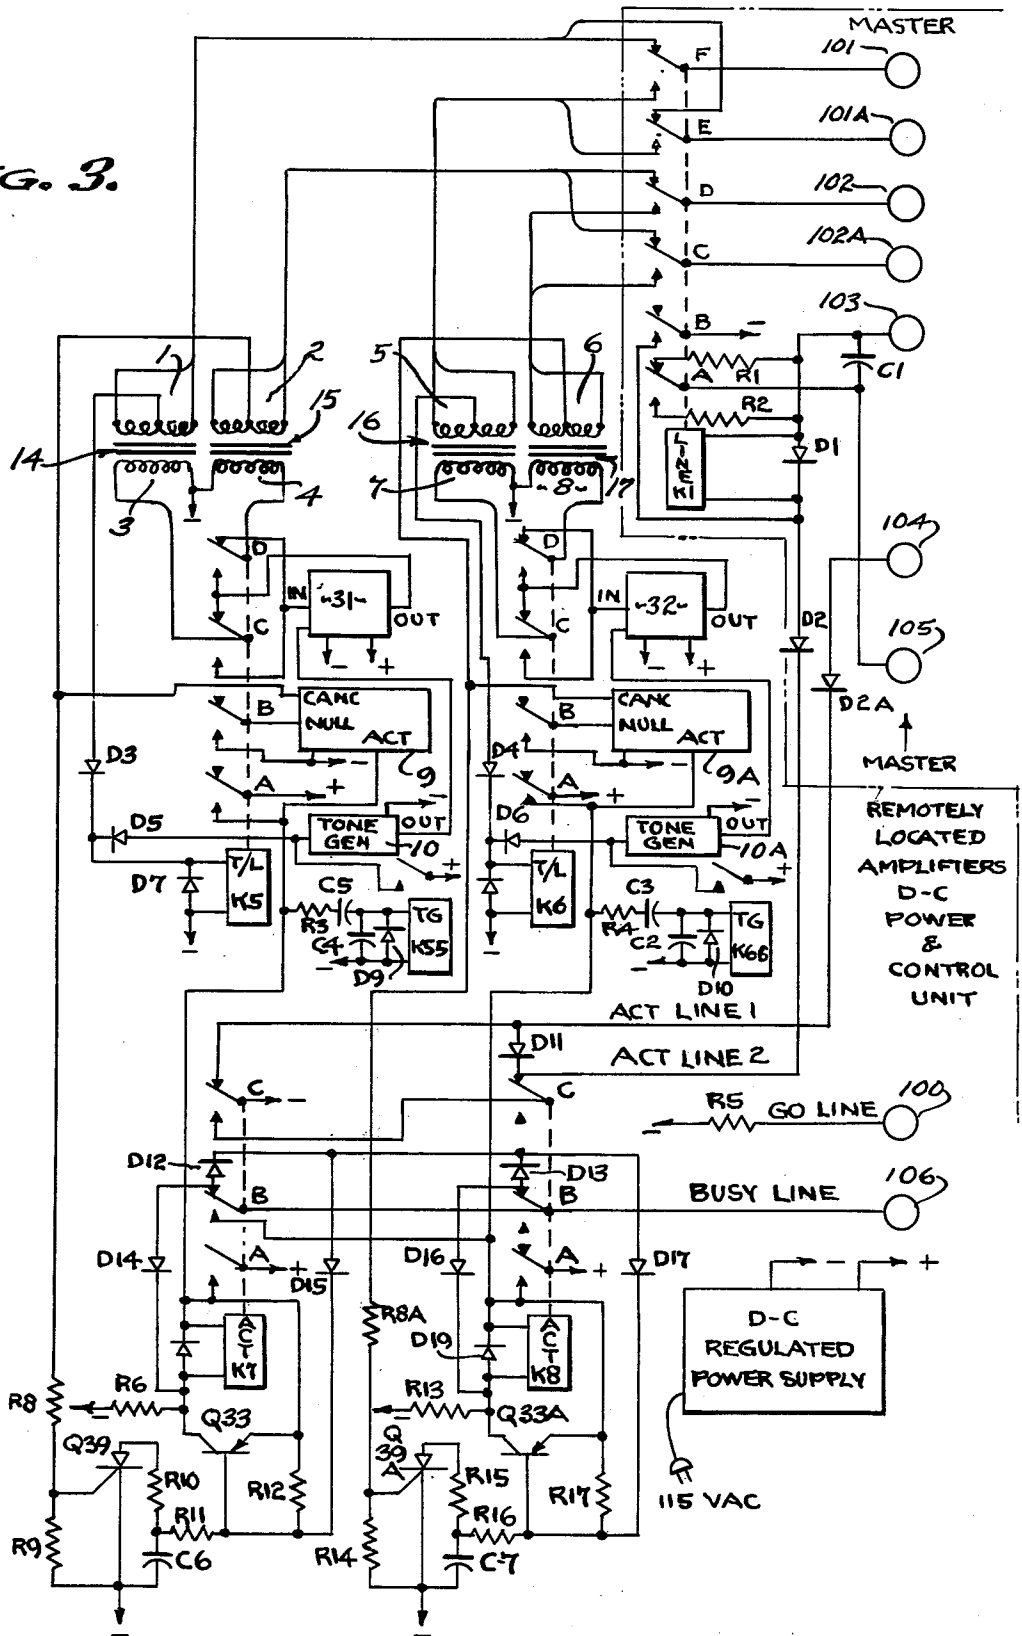 MASTER
101
F
101A
E
G. 3.
102
D
102A
C
103
B
-
C1
1
2
5
6
R1
A
R2
15
16
LINE K1
D1
14
3
4
7
-8-
17
-
-
D
D
104
IN
-31-
OUT
IN
-32-
OUT
C
C
D2
105
- +
- +
D2A
CANC
NULL
ACT
B
9
CANC
NULL
ACT
B
9A
D3
-
D4
-
MASTER
A
+
A
+
REMOTELY
LOCATED
AMPLIFIERS
D-C
POWER
&
CONTROL
UNIT
D5
TONE
GEN
OUT
-
10
D6
TONE
GEN
OUT
-
10A
D7
T/L
K5
+
T/L
K6
+
C5
R3
C4
TG
K55
D9
-
C3
R4
C2
TG
K66
D10
-
-
-
ACT LINE 1
D11
ACT LINE 2
C
-
C
R5
GO LINE
100
-
D12
D13
B
B
BUSY LINE
106
D14
A
+
D15
D16
A
+
D17
- +
ACT
K7
R8A
D19
ACT
K8
D-C
REGULATED
POWER SUPPLY
R8
R6
-
Q33
R13
-
Q33A
Q39
Q
39
A
R10
R12
R15
R17
115 VAC
R11
R16
R9
C6
R14
C7
-
-